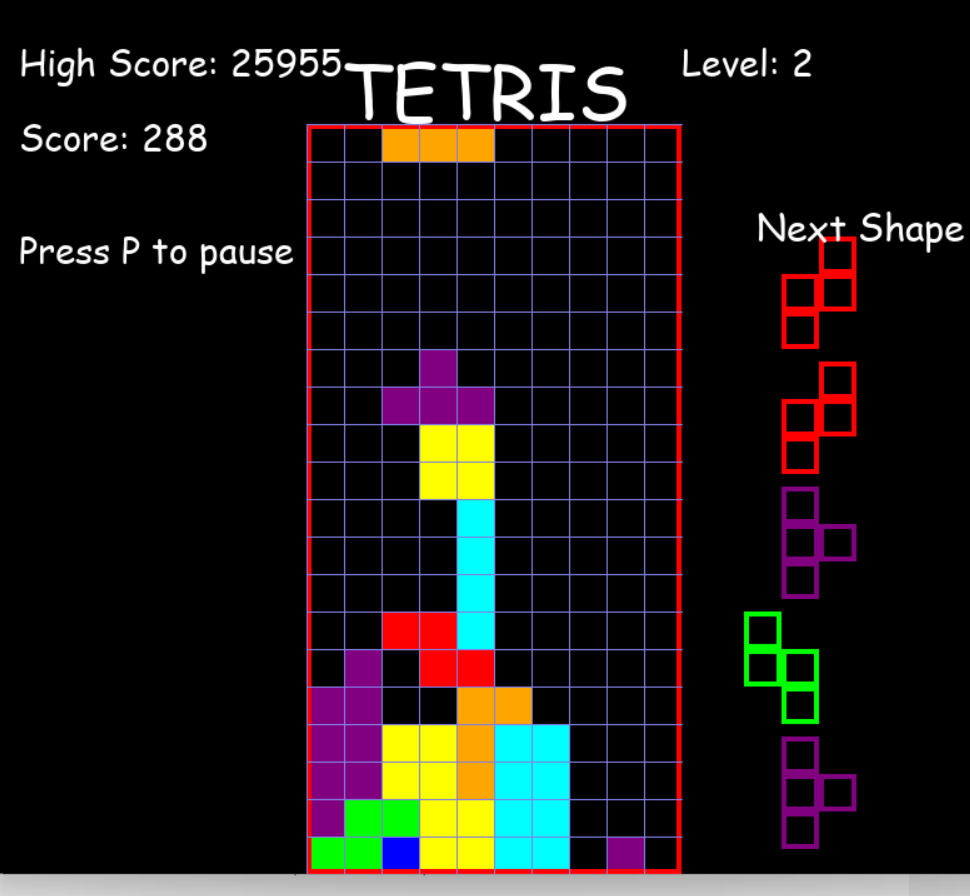 High Score: 25955
TETRIS
Level: 2
Score: 288
Next Shape
Press P to pause